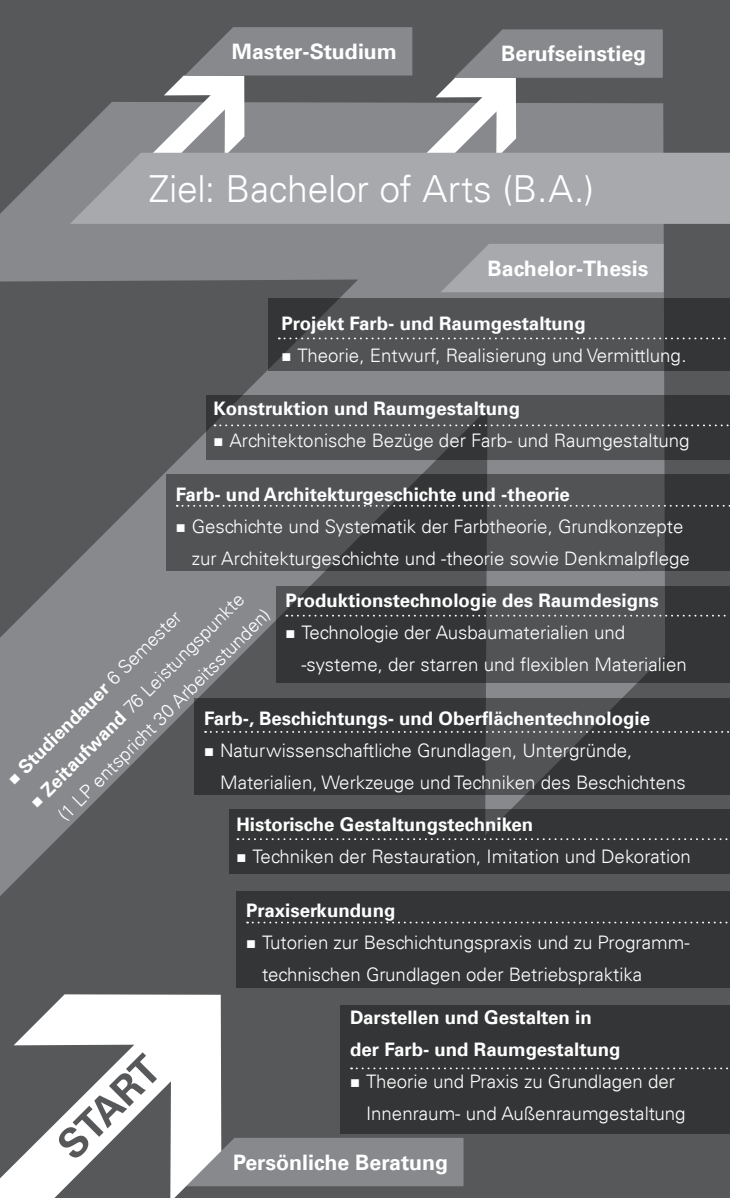 Master-Studium
Berufseinstieg
Ziel: Bachelor of Arts (B.A.)
Bachelor-Thesis
Projekt Farb- und Raumgestaltung
▪ Theorie, Entwurf, Realisierung und Vermittlung.
Konstruktion und Raumgestaltung
▪ Architektonische Bezüge der Farb- und Raumgestaltung
Farb- und Architekturgeschichte und -theorie
▪ Geschichte und Systematik der Farbtheorie, Grundkonzepte
zur Architekturgeschichte und -theorie sowie Denkmalpflege
Produktionstechnologie des Raumdesigns
▪ Technologie der Ausbaumaterialien und
-systeme, der starren und flexiblen Materialien
▪ Studiendauer 6 Semester
▪ Zeitaufwand 76 Leistungspunkte
(1 LP entspricht 30 Arbeitsstunden)
Farb-, Beschichtungs- und Oberflächentechnologie
▪ Naturwissenschaftliche Grundlagen, Untergründe,
Materialien, Werkzeuge und Techniken des Beschichtens
Historische Gestaltungstechniken
▪ Techniken der Restauration, Imitation und Dekoration
Praxiserkundung
▪ Tutorien zur Beschichtungspraxis und zu Programm-
technischen Grundlagen oder Betriebspraktika
Darstellen und Gestalten in
der Farb- und Raumgestaltung
▪ Theorie und Praxis zu Grundlagen der
Innenraum- und Außenraumgestaltung
START
Persönliche Beratung